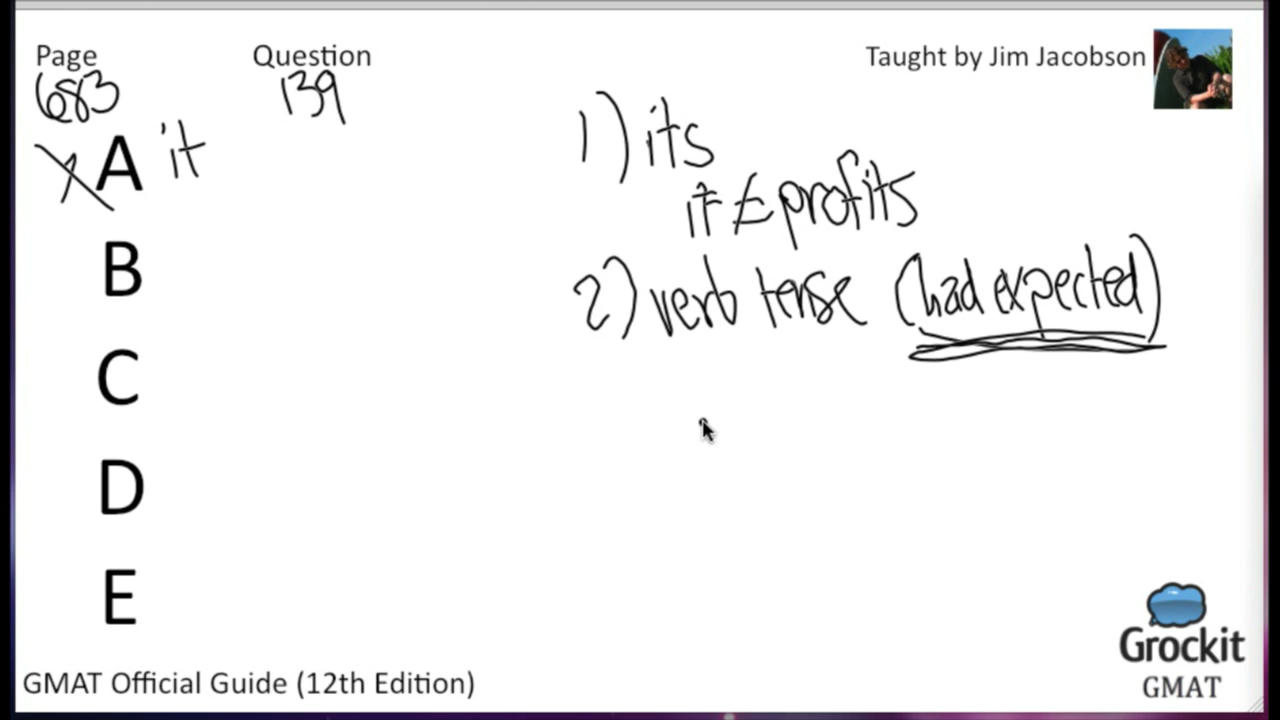 Page Question Taught by Jim Jacobson
683 139
A it 1) its
it ≠ profits
B
2) verb tense (had expected)
C
D
E
Grockit
GMAT
GMAT Official Guide (12th Edition)